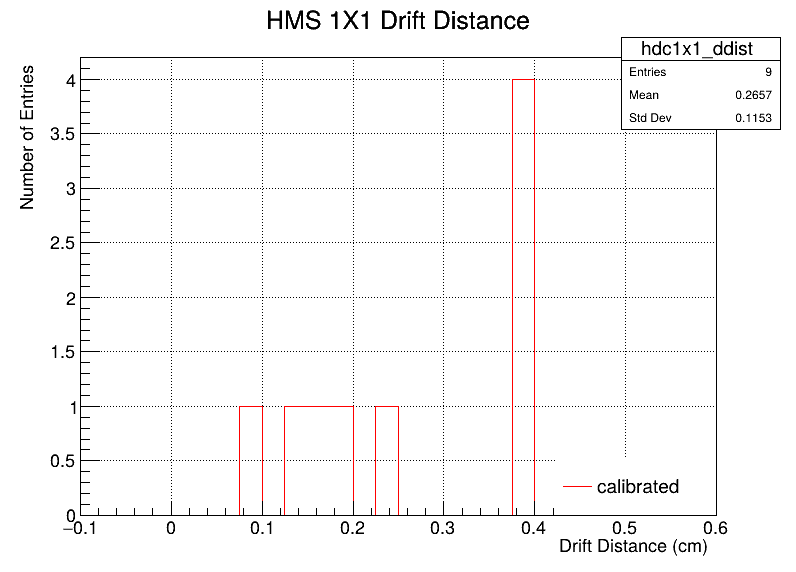 HMS 1X1 Drift Distance
hdc1x1_ddist
Entries 9
Mean 0.2657
Std Dev 0.1153
Number of Entries
4
3.5
3
2.5
2
1.5
1
0.5
0
calibrated
−0.1 0 0.1 0.2 0.3 0.4 0.5 0.6
Drift Distance (cm)